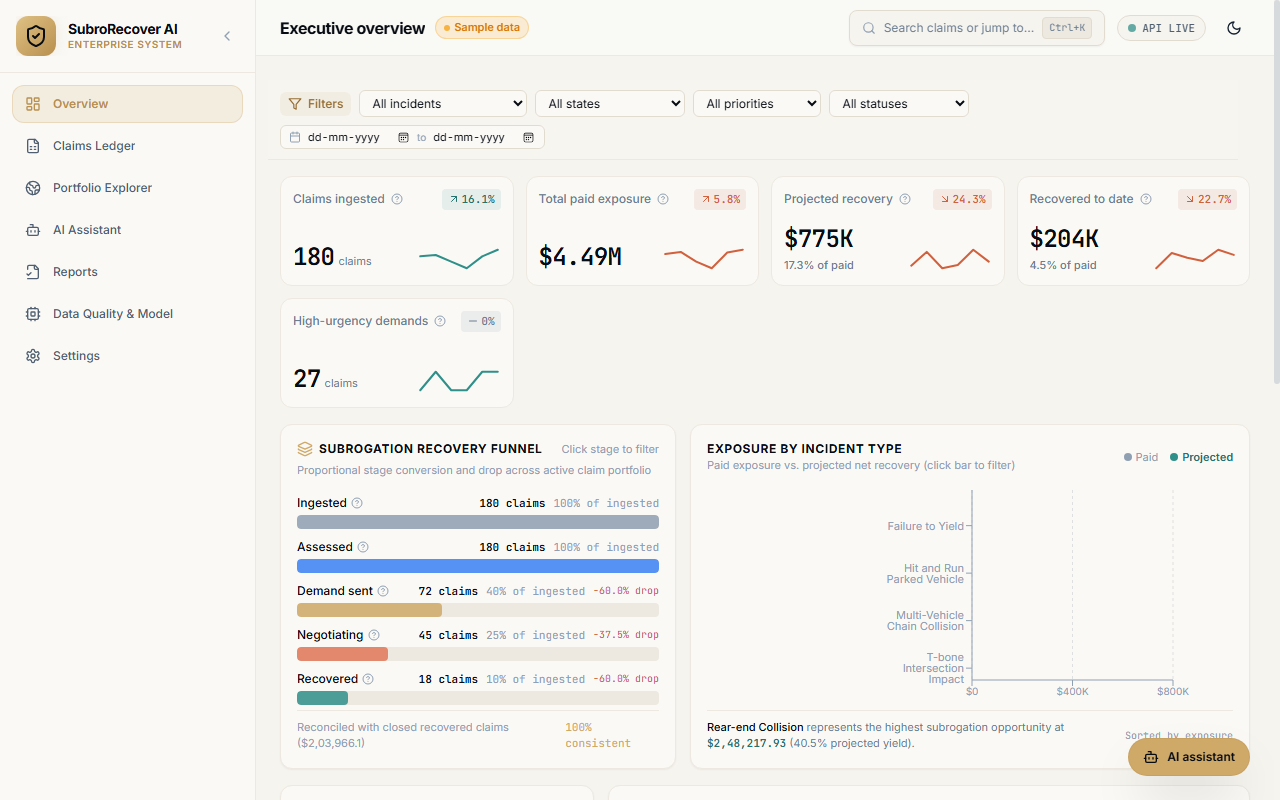 SubroRecover AI
ENTERPRISE SYSTEM
Overview
Claims Ledger
Portfolio Explorer
AI Assistant
Reports
Data Quality & Model
Settings
Executive overview
Sample data
Search claims or jump to...
Ctrl+K
API LIVE
Filters
All incidents
All states
All priorities
All statuses
dd-mm-yyyy to dd-mm-yyyy
Claims ingested
16.1%
180 claims
Total paid exposure
5.8%
$4.49M
Projected recovery
24.3%
$775K
17.3% of paid
Recovered to date
22.7%
$204K
4.5% of paid
High-urgency demands
0%
27 claims
SUBROGATION RECOVERY FUNNEL
Click stage to filter
Proportional stage conversion and drop across active claim portfolio
Ingested 180 claims 100% of ingested
Assessed 180 claims 100% of ingested
Demand sent 72 claims 40% of ingested -60.0% drop
Negotiating 45 claims 25% of ingested -37.5% drop
Recovered 18 claims 10% of ingested -60.0% drop
Reconciled with closed recovered claims
($2,03,966.1)
100%
consistent
EXPOSURE BY INCIDENT TYPE
Paid exposure vs. projected net recovery (click bar to filter)
Paid
Projected
Failure to Yield
Hit and Run
Parked Vehicle
Multi-Vehicle
Chain Collision
T-bone
Intersection
Impact
$0 $400K $800K
Rear-end Collision represents the highest subrogation opportunity at
$2,48,217.93 (40.5% projected yield).
Sorted by exposure
AI assistant